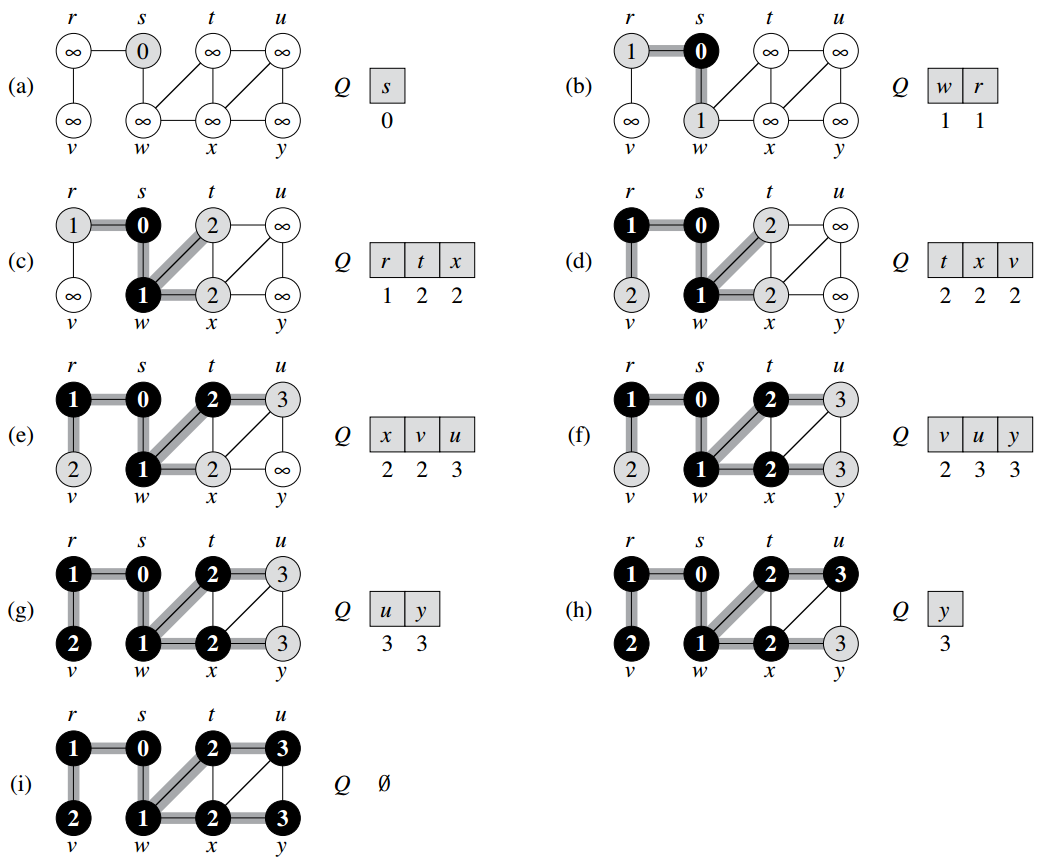 r s t u r s t u
(a) ∞ 0 ∞ ∞ Q s (b) 1 0 ∞ ∞ Q w r
∞ ∞ ∞ ∞ 0 ∞ 1 ∞ ∞ 1 1
v w x y v w x y
r s t u r s t u
(c) 1 0 2 ∞ Q r t x (d) 1 0 2 ∞ Q t x v
∞ 1 2 ∞ 1 2 2 2 1 2 ∞ 2 2 2
v w x y v w x y
r s t u r s t u
(e) 1 0 2 3 Q x v u (f) 1 0 2 3 Q v u y
2 1 2 ∞ 2 2 3 2 1 2 3 2 3 3
v w x y v w x y
r s t u r s t u
(g) 1 0 2 3 Q u y (h) 1 0 2 3 Q y
2 1 2 3 3 3 2 1 2 3 3
v w x y v w x y
r s t u
(i) 1 0 2 3 Q ∅
2 1 2 3
v w x y